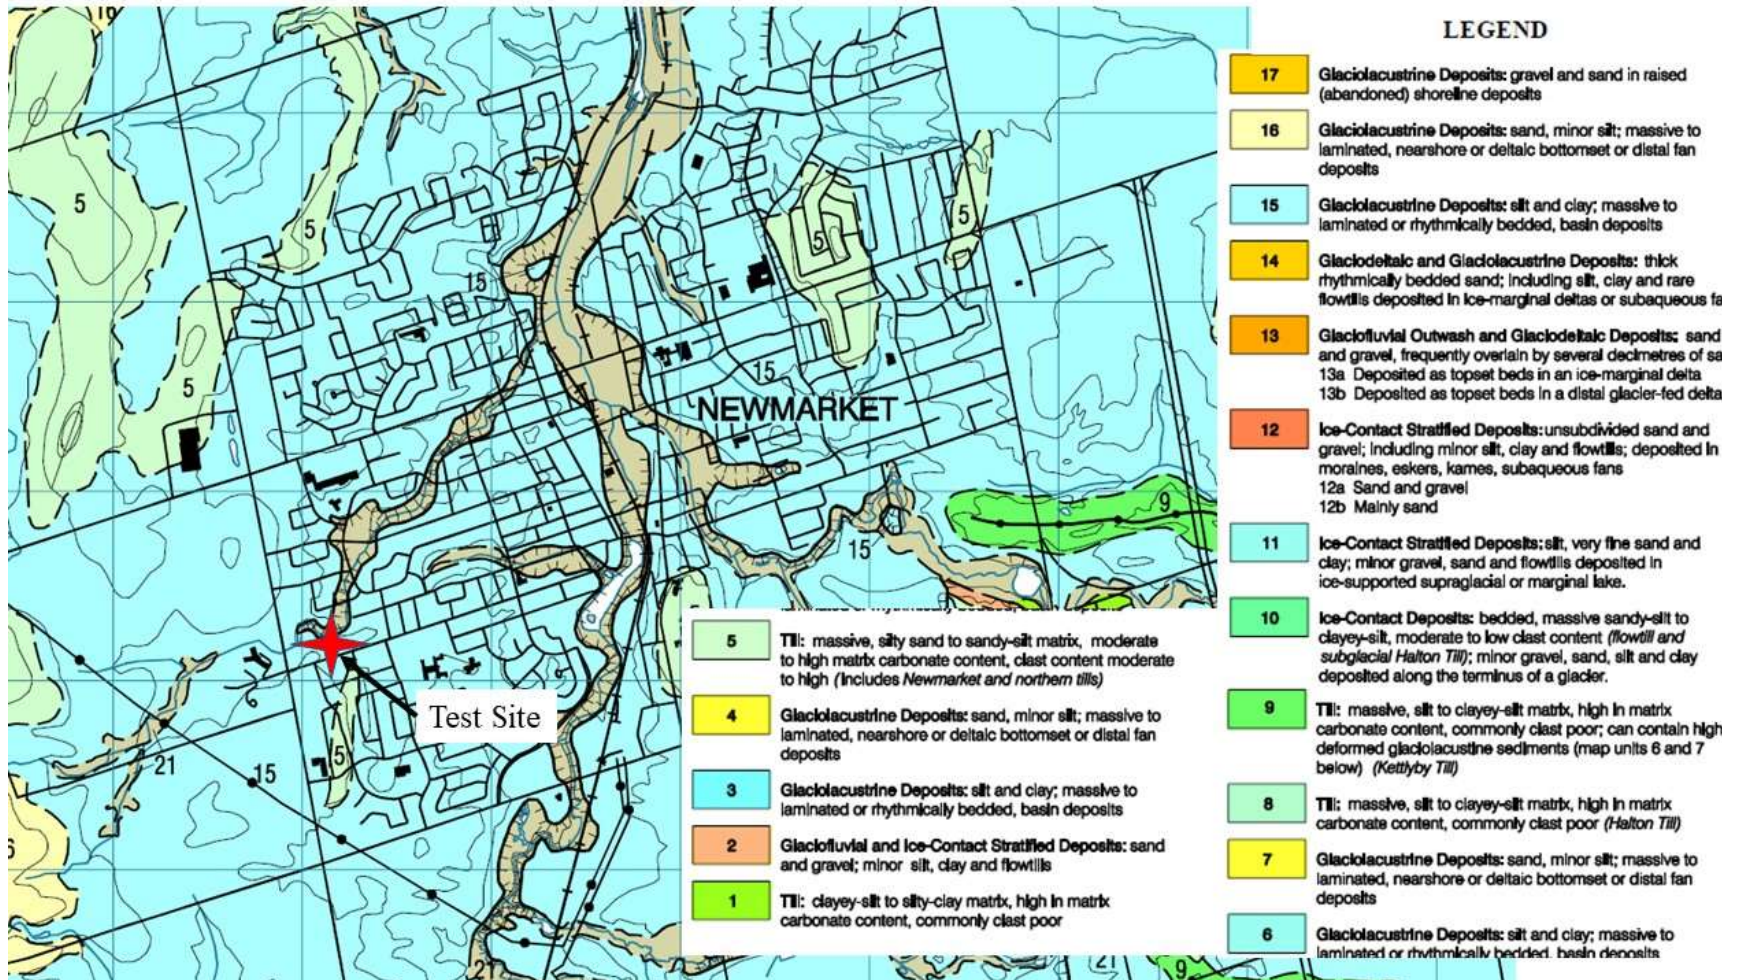 16
5
5
5
5
5
15
15
NEWMARKET
15
9
5
Test Site
21
15
21
21
9
LEGEND
17 Glaciolacustrine Deposits: gravel and sand in raised
(abandoned) shoreline deposits
16 Glaciolacustrine Deposits: sand, minor silt; massive to
laminated, nearshore or deltaic bottomset or distal fan
deposits
15 Glaciolacustrine Deposits: silt and clay; massive to
laminated or rhythmically bedded, basin deposits
14 Glaciodeltaic and Glaciolacustrine Deposits: thick
rhythmically bedded sand; including silt, clay and rare
flowtills deposited in ice-marginal deltas or subaqueous fa
13 Glaciofluvial Outwash and Glaciodeltaic Deposits: sand
and gravel, frequently overlain by several decimetres of sa
13a Deposited as topset beds in an ice-marginal delta
13b Deposited as topset beds in a distal glacier-fed delta
12 Ice-Contact Stratified Deposits: unsubdivided sand and
gravel; including minor silt, clay and flowtills; deposited in
moraines, eskers, kames, subaqueous fans
12a Sand and gravel
12b Mainly sand
11 Ice-Contact Stratified Deposits: silt, very fine sand and
clay; minor gravel, sand and flowtills deposited in
ice-supported supraglacial or marginal lake.
10 Ice-Contact Deposits: bedded, massive sandy-silt to
clayey-silt, moderate to low clast content (flowtill and
subglacial Halton Till); minor gravel, sand, silt and clay
deposited along the terminus of a glacier.
9 Till: massive, silt to clayey-silt matrix, high in matrix
carbonate content, commonly clast poor; can contain high
deformed glaciolacustine sediments (map units 6 and 7
below) (Kettlyby Till)
8 Till: massive, silt to clayey-silt matrix, high in matrix
carbonate content, commonly clast poor (Halton Till)
7 Glaciolacustrine Deposits: sand, minor silt; massive to
laminated, nearshore or deltaic bottomset or distal fan
deposits
6 Glaciolacustrine Deposits: silt and clay; massive to
laminated or rhythmically bedded, basin deposits
5 Till: massive, silty sand to sandy-silt matrix, moderate
to high matrix carbonate content, clast content moderate
to high (Includes Newmarket and northern tills)
4 Glaciolacustrine Deposits: sand, minor silt; massive to
laminated, nearshore or deltaic bottomset or distal fan
deposits
3 Glaciolacustrine Deposits: silt and clay; massive to
laminated or rhythmically bedded, basin deposits
2 Glaciofluvial and Ice-Contact Stratified Deposits: sand
and gravel; minor silt, clay and flowtills
1 Till: clayey-silt to silty-clay matrix, high in matrix
carbonate content, commonly clast poor